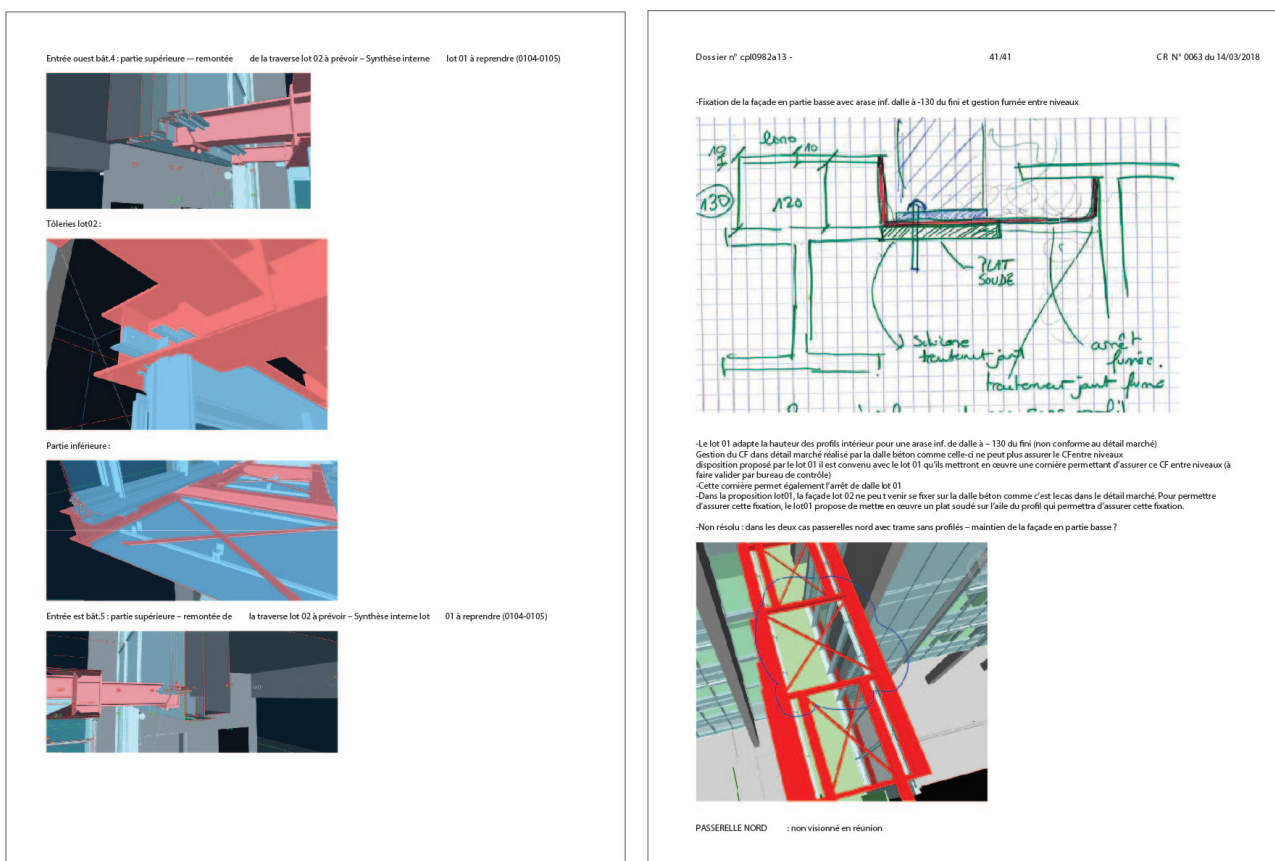 Entrée ouest bât.4 : partie supérieure -- remontée de la traverse lot 02 à prévoir – Synthèse interne lot 01 à reprendre (0104-0105)
Tôleries lot02 :
Partie inférieure :
Entrée est bât.5 : partie supérieure – remontée de la traverse lot 02 à prévoir – Synthèse interne lot 01 à reprendre (0104-0105)
Dossier n° cpl0982a13 - 41/41 CR N° 0063 du 14/03/2018
-Fixation de la façade en partie basse avec arase inf. dalle à -130 du fini et gestion fumée entre niveaux
10
10
130
120
PLAT
SOUDÉ
Silicone
traitement joint
arrêt
fumée.
traitement joint fumé
-Le lot 01 adapte la hauteur des profils intérieur pour une arase inf. de dalle à – 130 du fini (non conforme au détail marché)
Gestion du CF dans détail marché réalisé par la dalle béton comme celle-ci ne peut plus assurer le CFentre niveaux
disposition proposé par le lot 01 il est convenu avec le lot 01 qu'ils mettront en œuvre une cornière permettant d'assurer ce CF entre niveaux (à
faire valider par bureau de contrôle)
-Cette cornière permet également l'arrêt de dalle lot 01
-Dans la proposition lot01, la façade lot 02 ne peu t venir se fixer sur la dalle béton comme c'est le cas dans le détail marché. Pour permettre
d'assurer cette fixation, le lot01 propose de mettre en œuvre un plat soudé sur l'aile du profil qui permettra d'assurer cette fixation.
-Non résolu : dans les deux cas passerelles nord avec trame sans profilés – maintien de la façade en partie basse ?
PASSERELLE NORD : non visionné en réunion